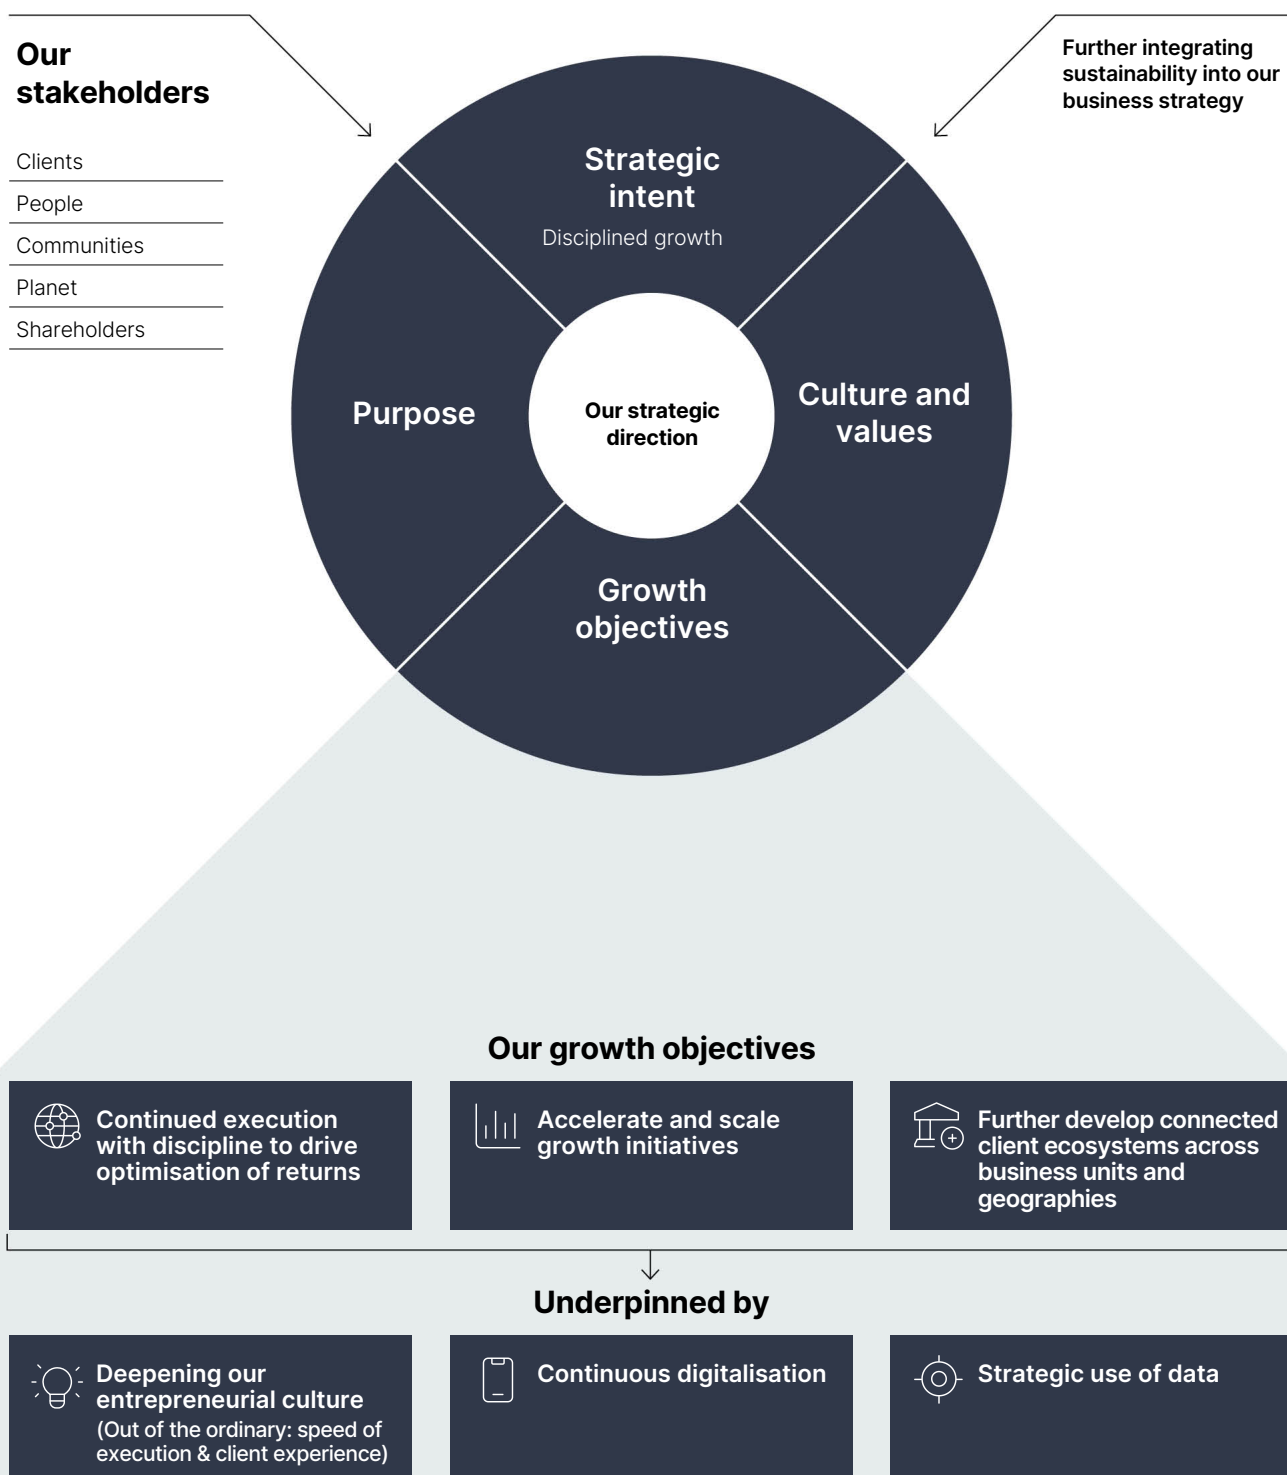 Our
stakeholders
Clients
People
Communities
Planet
Shareholders
Further integrating
sustainability into our
business strategy
Strategic
intent
Disciplined growth
Purpose
Our strategic
direction
Culture and
values
Growth
objectives
Our growth objectives
Continued execution
with discipline to drive
optimisation of returns
Accelerate and scale
growth initiatives
Further develop connected
client ecosystems across
business units and
geographies
Underpinned by
Deepening our
entrepreneurial culture
(Out of the ordinary: speed of
execution & client experience)
Continuous digitalisation
Strategic use of data